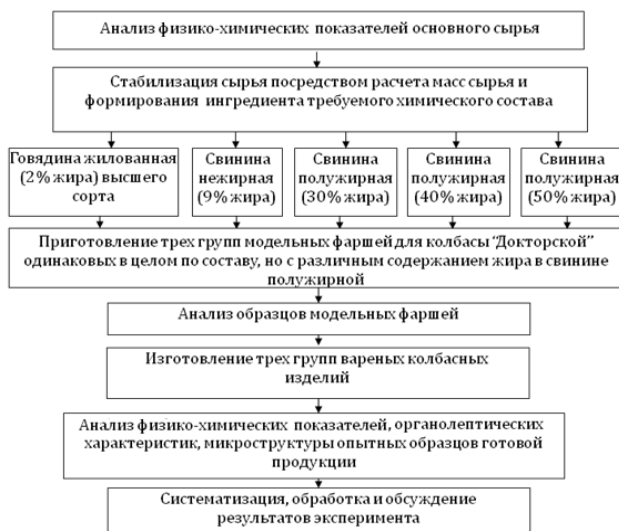 Анализ физико-химических показателей основного сырья
Стабилизация сырья посредством расчета масс сырья и
формирования ингредиента требуемого химического состава
Говядина жилованная
(2% жира) высшего
сорта
Свинина
нежирная
(9% жира)
Свинина
полужирная
(30% жира)
Свинина
полужирная
(40% жира)
Свинина
полужирная
(50% жира)
Приготовление трех групп модельных фаршей для колбасы “Докторской”
одинаковых в целом по составу, но с различным содержанием жира в свинине
полужирной
Анализ образцов модельных фаршей
Изготовление трех групп вареных колбасных
изделий
Анализ физико-химических показателей, органолептических
характеристик, микроструктуры опытных образцов готовой
продукции
Систематизация, обработка и обсуждение
результатов эксперимента